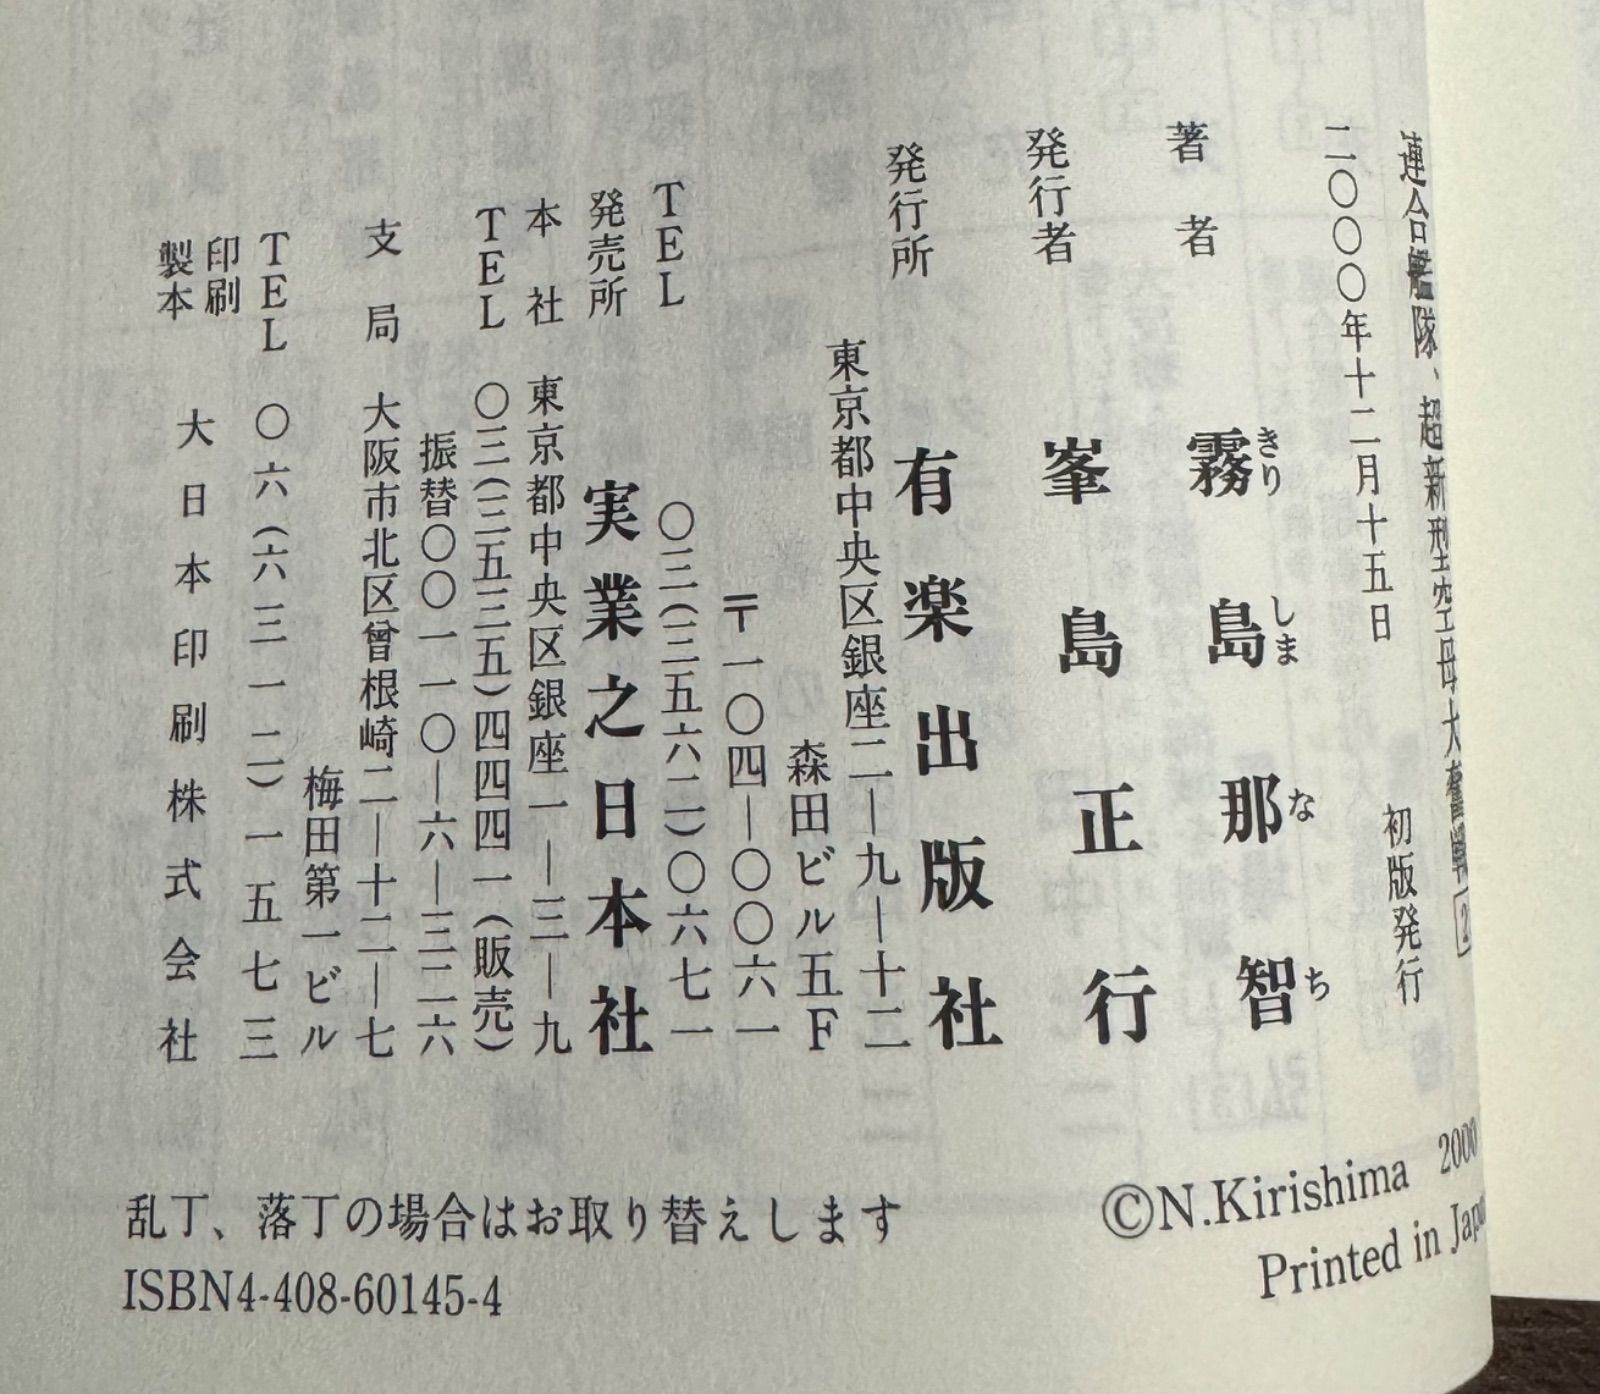 連合艦隊、超新型空母大奮戦 2
二〇〇〇年十二月十五日 初版発行
著者 霧島那智
きり しま な ち
発行者 峯島正行
発行所 有楽出版社
東京都中央区銀座二―九―十二
森田ビル五F
〒一〇四―〇〇六一
TEL 〇三(三五六二)〇六七一
発売所 実業之日本社
本社 東京都中央区銀座一―三―九
TEL 〇三(三五三五)四四四一(販売)
振替〇〇一一〇―六―三二六
支局 大阪市北区曾根崎二―十二―七
梅田第一ビル
TEL 〇六(六三一二)一五七三
印刷
製本 大日本印刷株式会社
乱丁、落丁の場合はお取り替えします
ISBN4-408-60145-4
©N.Kirishima 2000
Printed in Japan